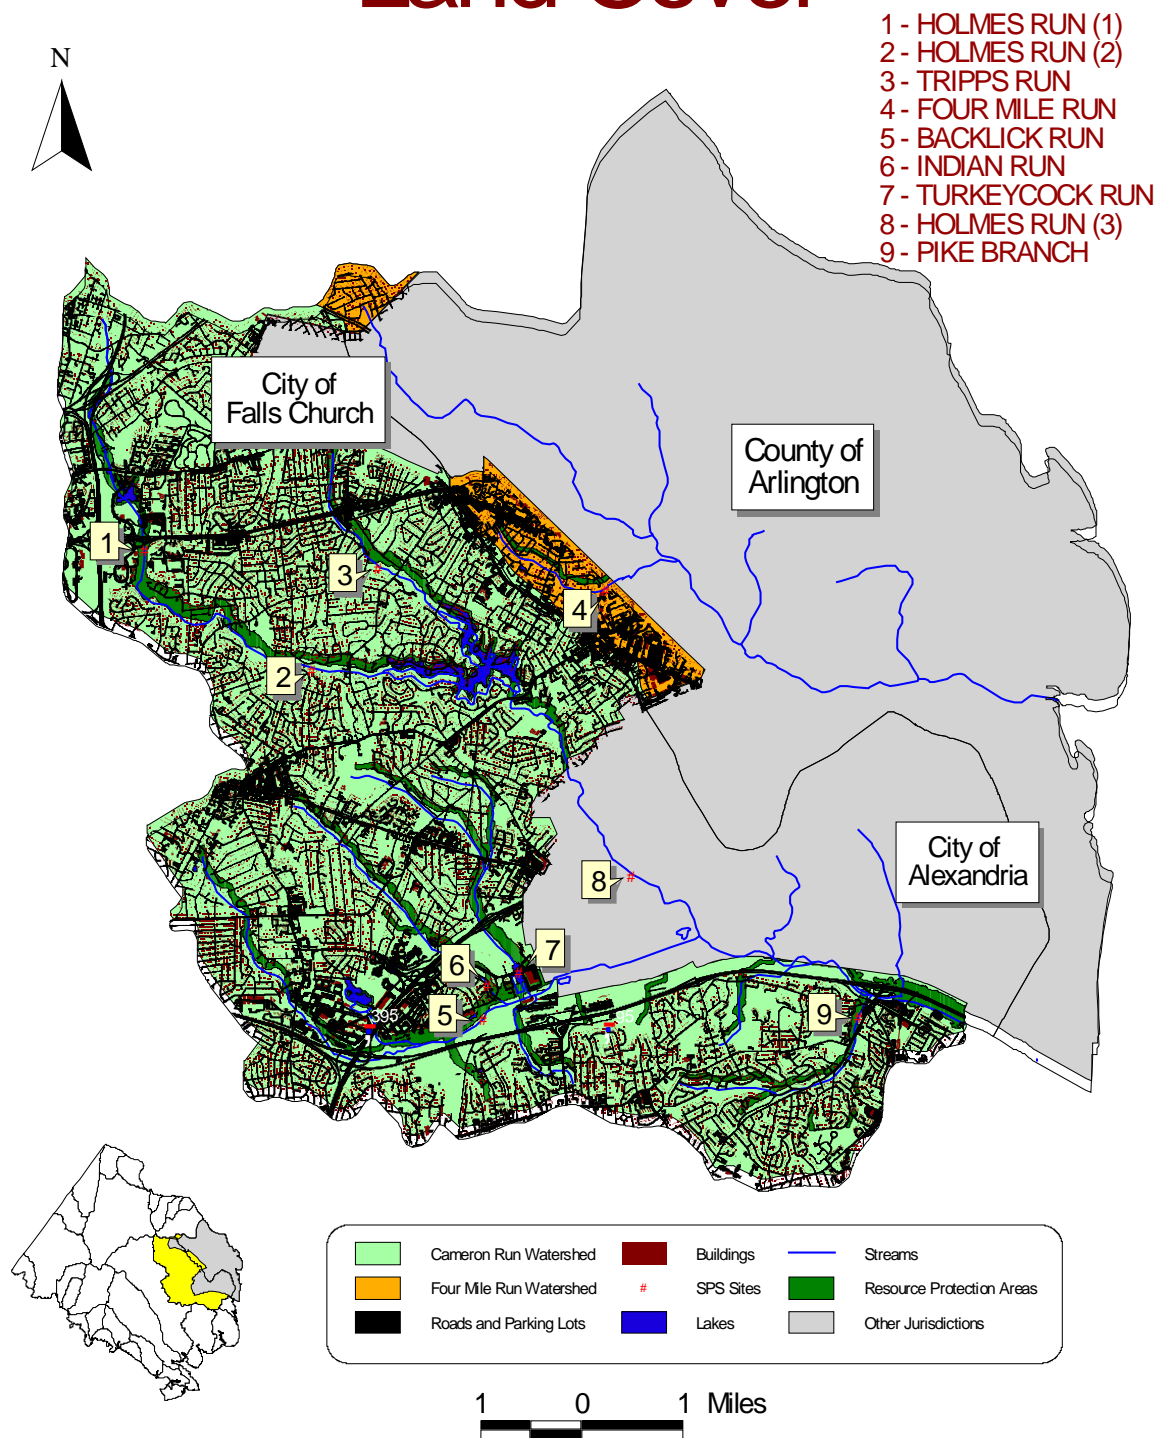 Land Cover
1 - HOLMES RUN (1)
2 - HOLMES RUN (2)
3 - TRIPPS RUN
4 - FOUR MILE RUN
5 - BACKLICK RUN
6 - INDIAN RUN
7 - TURKEYCOCK RUN
8 - HOLMES RUN (3)
9 - PIKE BRANCH
N
City of
Falls Church
County of
Arlington
1
3
4
2
City of
Alexandria
8
7
6
5
395
9
Cameron Run Watershed
Buildings
Streams
Four Mile Run Watershed
# SPS Sites
Resource Protection Areas
Roads and Parking Lots
Lakes
Other Jurisdictions
1 0 1 Miles